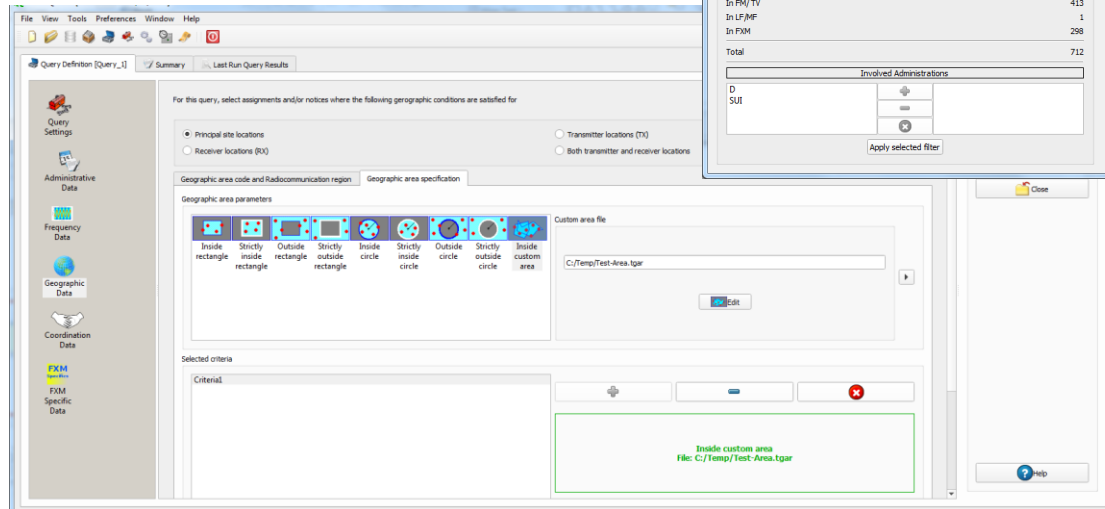 File View Tools Preferences Window Help
Query Definition [Query_1] Summary Last Run Query Results
Query
Settings
Administrative
Data
Frequency
Data
Geographic
Data
Coordination
Data
FXM
Specifics
FXM
Specific
Data
For this query, select assignments and/or notices where the following gerographic conditions are satisfied for
Principal site locations
Transmitter locations (TX)
Receiver locations (RX)
Both transmitter and receiver locations
Geographic area code and Radiocommunication region Geographic area specification
Geographic area parameters
Inside
rectangle
Strictly
inside
rectangle
Outside
rectangle
Strictly
outside
rectangle
Inside
circle
Strictly
inside
circle
Outside
circle
Strictly
outside
circle
Inside
custom
area
Custom area file
C:/Temp/Test-Area.tgar
Edit
Selected criteria
Criteria1
Inside custom area
File: C:/Temp/Test-Area.tgar
In FM/TV 413
In LF/MF 1
In FXM 298
Total 712
Involved Administrations
D
SUI
Apply selected filter
Close
Help